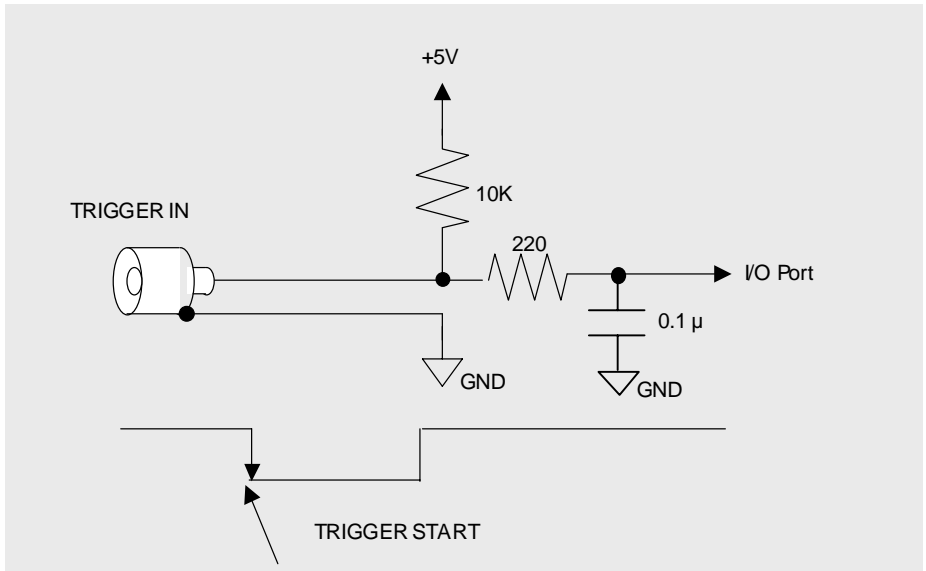 +5V
10K
TRIGGER IN
220
I/O Port
0.1 µ
GND
GND
TRIGGER START